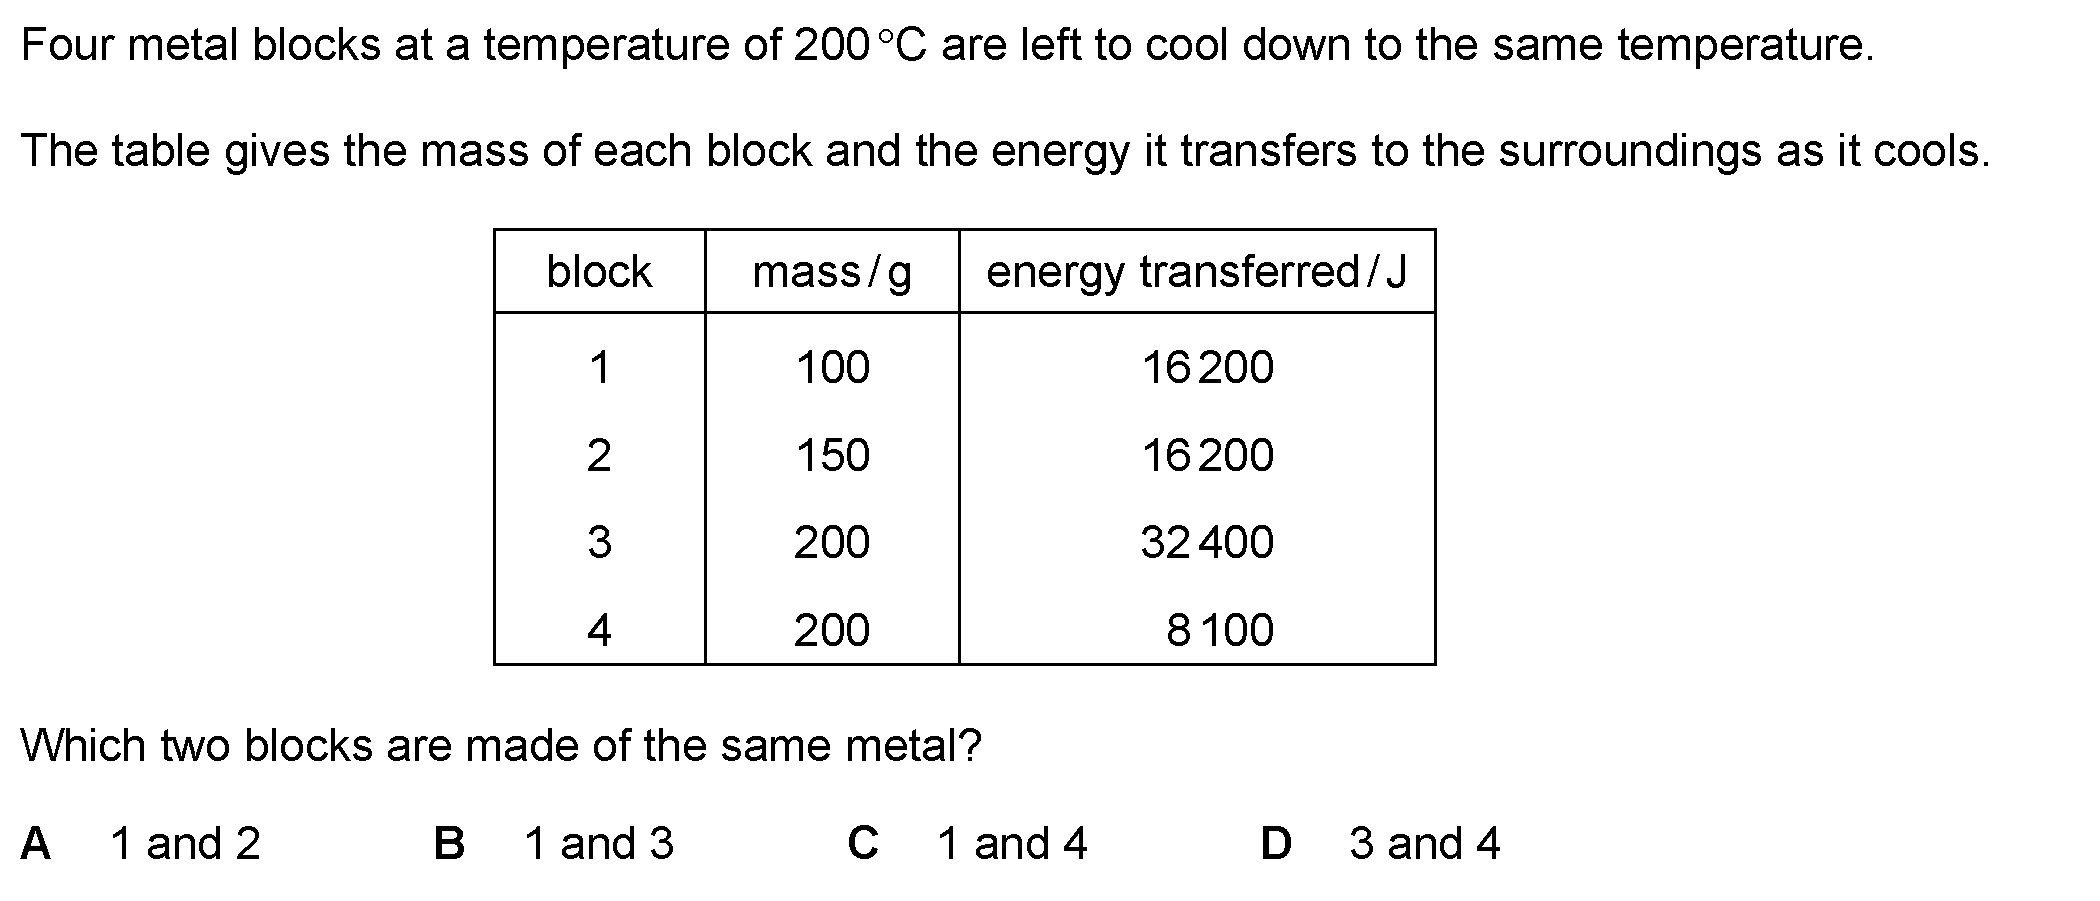 Four metal blocks at a temperature of 200 °C are left to cool down to the same temperature.
The table gives the mass of each block and the energy it transfers to the surroundings as it cools.
block mass / g energy transferred / J
1 100 16 200
2 150 16 200
3 200 32 400
4 200 8 100
Which two blocks are made of the same metal?
A 1 and 2 B 1 and 3 C 1 and 4 D 3 and 4